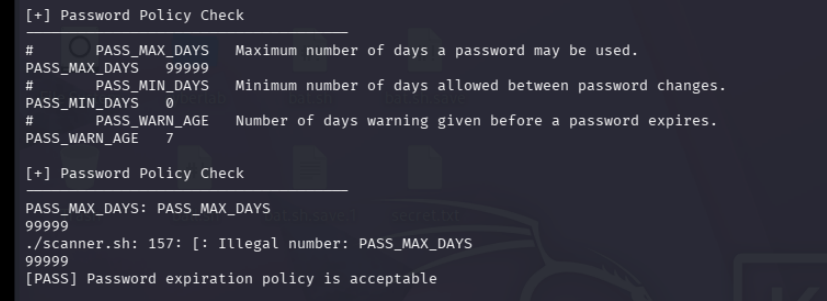 [+] Password Policy Check
#       PASS_MAX_DAYS   Maximum number of days a password may be used.
PASS_MAX_DAYS   99999
#       PASS_MIN_DAYS   Minimum number of days allowed between password changes.
PASS_MIN_DAYS   0
#       PASS_WARN_AGE   Number of days warning given before a password expires.
PASS_WARN_AGE   7
[+] Password Policy Check
PASS_MAX_DAYS: PASS_MAX_DAYS
99999
./scanner.sh: 157: [: Illegal number: PASS_MAX_DAYS
99999
[PASS] Password expiration policy is acceptable
secret.txt